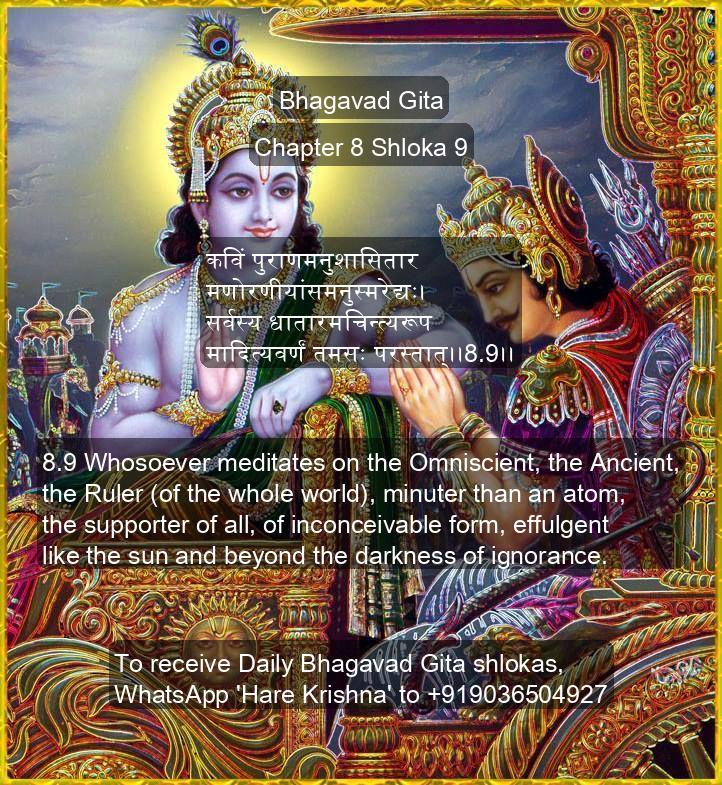 Bhagavad Gita
Chapter 8 Shloka 9
कविं पुराणमनुशासितार
मणोरणीयांसमनुस्मरेद्यः।
सर्वस्य धातारमचिन्त्यरूप
मादित्यवर्णं तमसः परस्तात्।।8.9।।
8.9 Whosoever meditates on the Omniscient, the Ancient,
the Ruler (of the whole world), minuter than an atom,
the supporter of all, of inconceivable form, effulgent
like the sun and beyond the darkness of ignorance.
To receive Daily Bhagavad Gita shlokas,
WhatsApp 'Hare Krishna' to +919036504927